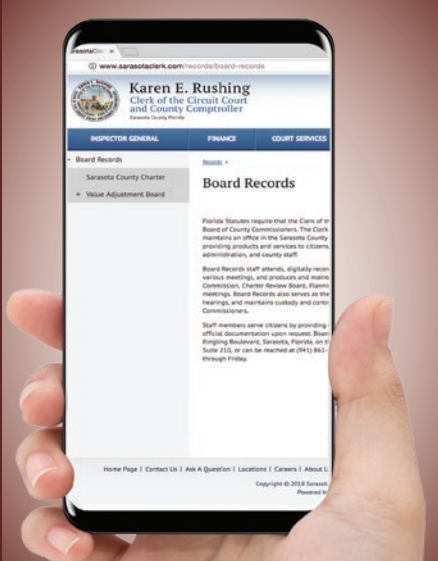 SarasotaCler ×
www.sarasotaclerk.com/records/board-records
Karen E. Rushing
Clerk of the Circuit Court
and County Comptroller
Sarasota County, Florida
INSPECTOR GENERAL FINANCE COURT SERVICES
Board Records
Sarasota County Charter
+ Value Adjustment Board
Records »
Board Records
Florida Statutes require that the Clerk of th
Board of County Commissioners. The Clerk
maintains an office in the Sarasota County
providing products and services to citizens,
administration, and county staff.
Board Records staff attends, digitally recor
various meetings, and produces and maint
Commission, Charter Review Board, Planni
meetings. Board Records also serves as the
hearings, and maintains custody and contr
Commissioners.
Staff members serve citizens by providing
official documentation upon request. Boar
Ringling Boulevard, Sarasota, Florida, on th
Suite 210, or can be reached at (941) 861-
through Friday.
Home Page | Contact Us | Ask A Question | Locations | Careers | About U
Copyright © 2018 Sarasot
Powered b